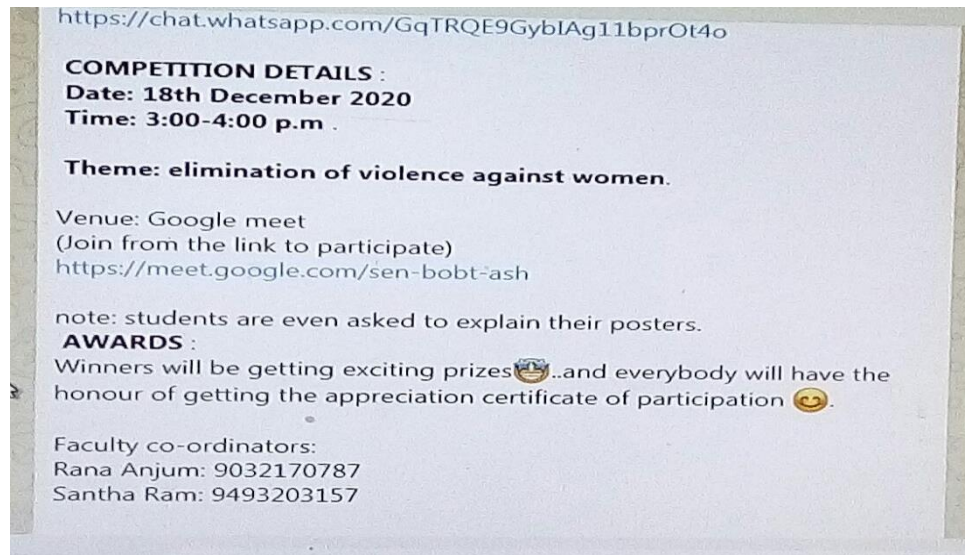 https://chat.whatsapp.com/GqTRQE9GyblAg11bprOt4o
COMPETITION DETAILS :
Date: 18th December 2020
Time: 3:00-4:00 p.m .
Theme: elimination of violence against women.
Venue: Google meet
(Join from the link to participate)
https://meet.google.com/sen-bobt-ash
note: students are even asked to explain their posters.
AWARDS :
Winners will be getting exciting prizes🤩..and everybody will have the
honour of getting the appreciation certificate of participation 😊.
Faculty co-ordinators:
Rana Anjum: 9032170787
Santha Ram: 9493203157